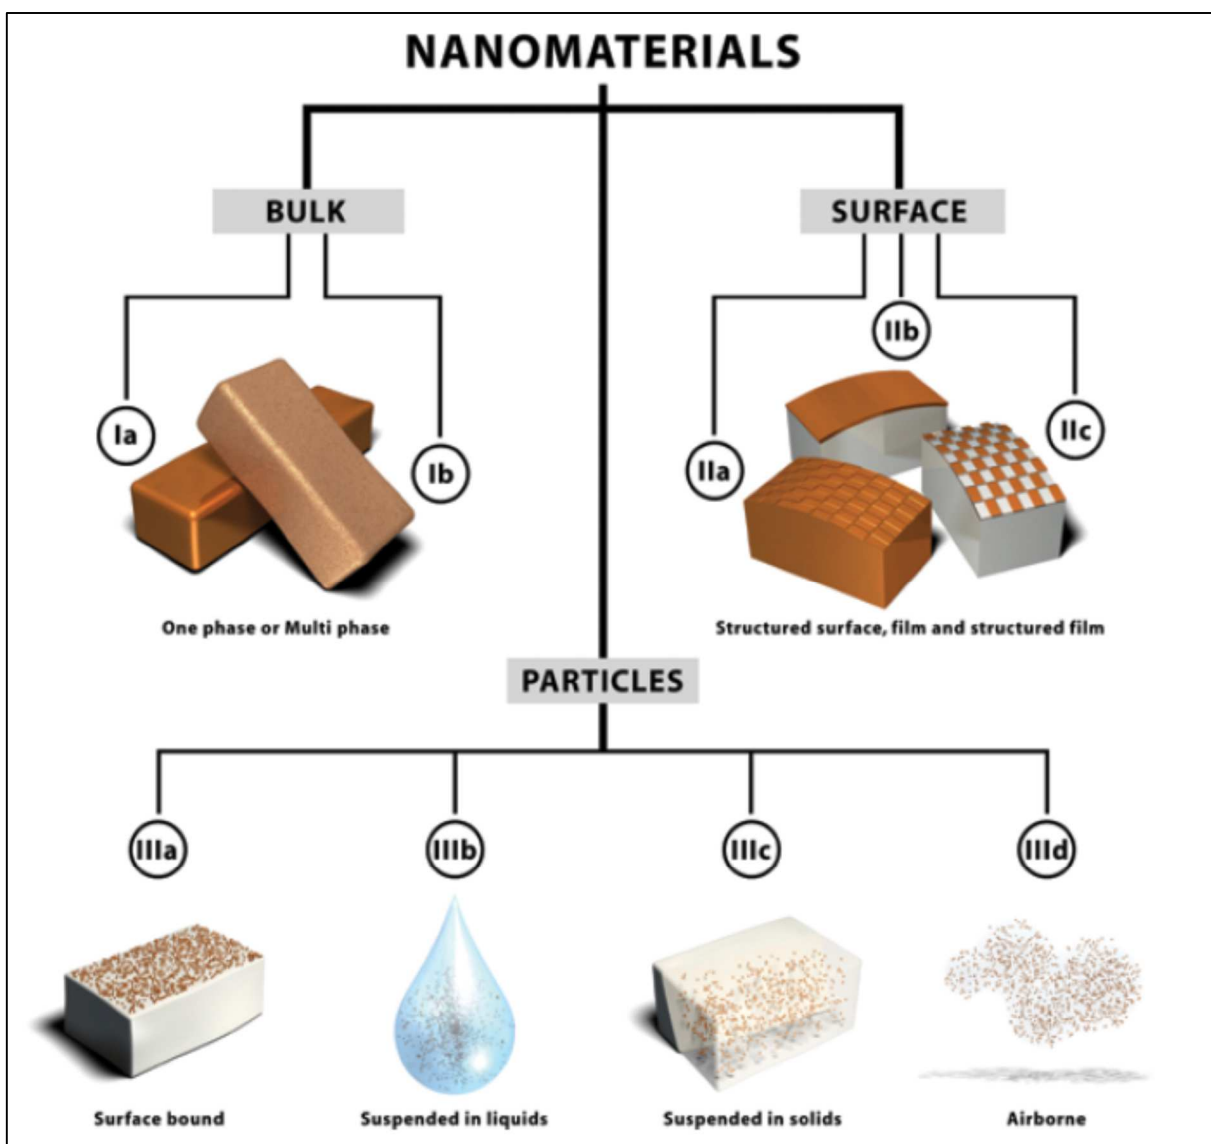 NANOMATERIALS
BULK
SURFACE
IIb
Ia
IIc
Ib
IIa
One phase or Multi phase
Structured surface, film and structured film
PARTICLES
IIIa
IIIb
IIIc
IIId
Surface bound
Suspended in liquids
Suspended in solids
Airborne